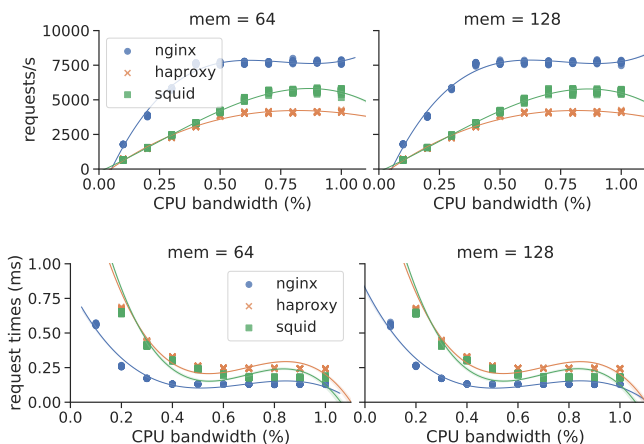 mem = 64
mem = 128
requests/s
10000
7500
5000
2500
0
nginx
haproxy
squid
0.00 0.25 0.50 0.75 1.00
0.00 0.25 0.50 0.75 1.00
CPU bandwidth (%)
CPU bandwidth (%)
mem = 64
mem = 128
request times (ms)
1.00
0.75
0.50
0.25
0.00
nginx
haproxy
squid
0.2 0.4 0.6 0.8 1.0
0.2 0.4 0.6 0.8 1.0
CPU bandwidth (%)
CPU bandwidth (%)